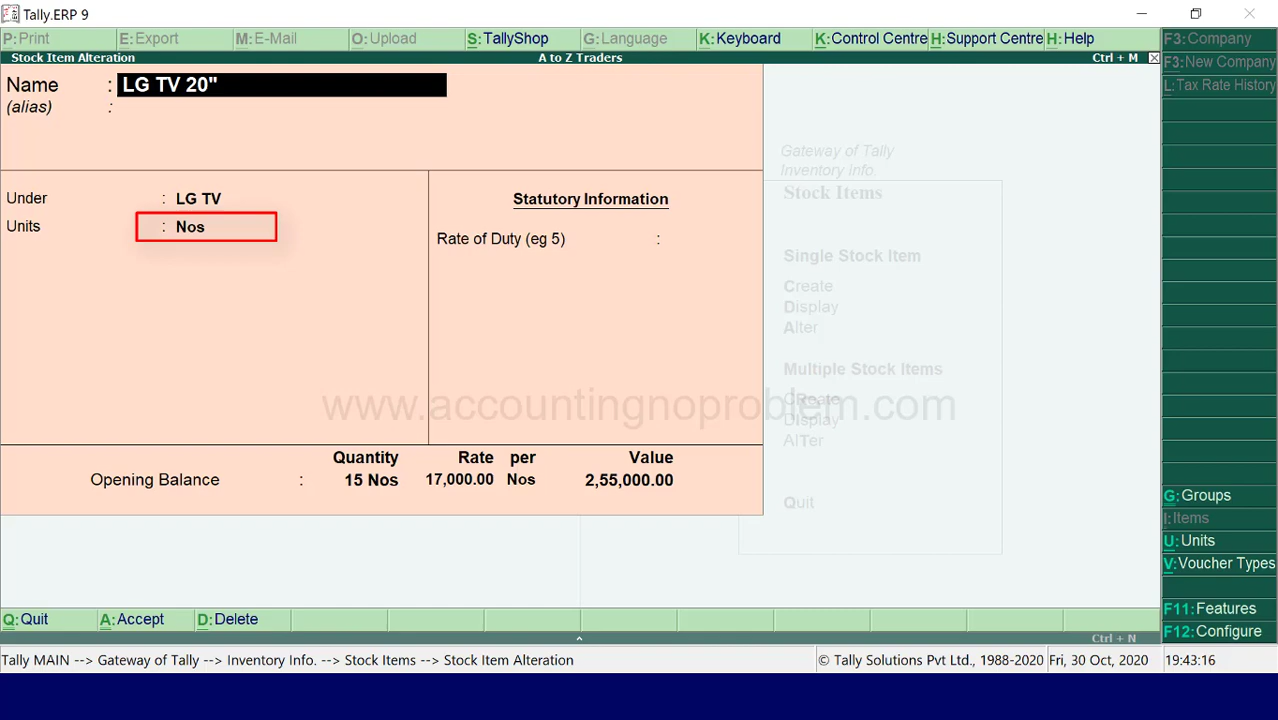 Tally.ERP 9
P: Print E: Export M: E-Mail O: Upload S: TallyShop G: Language K: Keyboard K: Control Centre H: Support Centre H: Help F3: Company
Stock Item Alteration A to Z Traders Ctrl + M
F3: New Company
Name : LG TV 20"
L: Tax Rate History
(alias) :
Gateway of Tally
Inventory info.
Stock Items
Under : LG TV
Statutory Information
Units : Nos
Rate of Duty (eg 5) :
Single Stock Item
Create
Display
Alter
Multiple Stock Items
CReate
www.accountingnoproblem.com
DIsplay
AlTer
Quantity Rate per Value
Opening Balance : 15 Nos 17,000.00 Nos 2,55,000.00
Quit
G: Groups
I: Items
U: Units
V: Voucher Types
F11: Features
F12: Configure
Q: Quit A: Accept D: Delete
Ctrl + N
Tally MAIN --> Gateway of Tally --> Inventory Info. --> Stock Items --> Stock Item Alteration © Tally Solutions Pvt Ltd., 1988-2020 Fri, 30 Oct, 2020 19:43:16